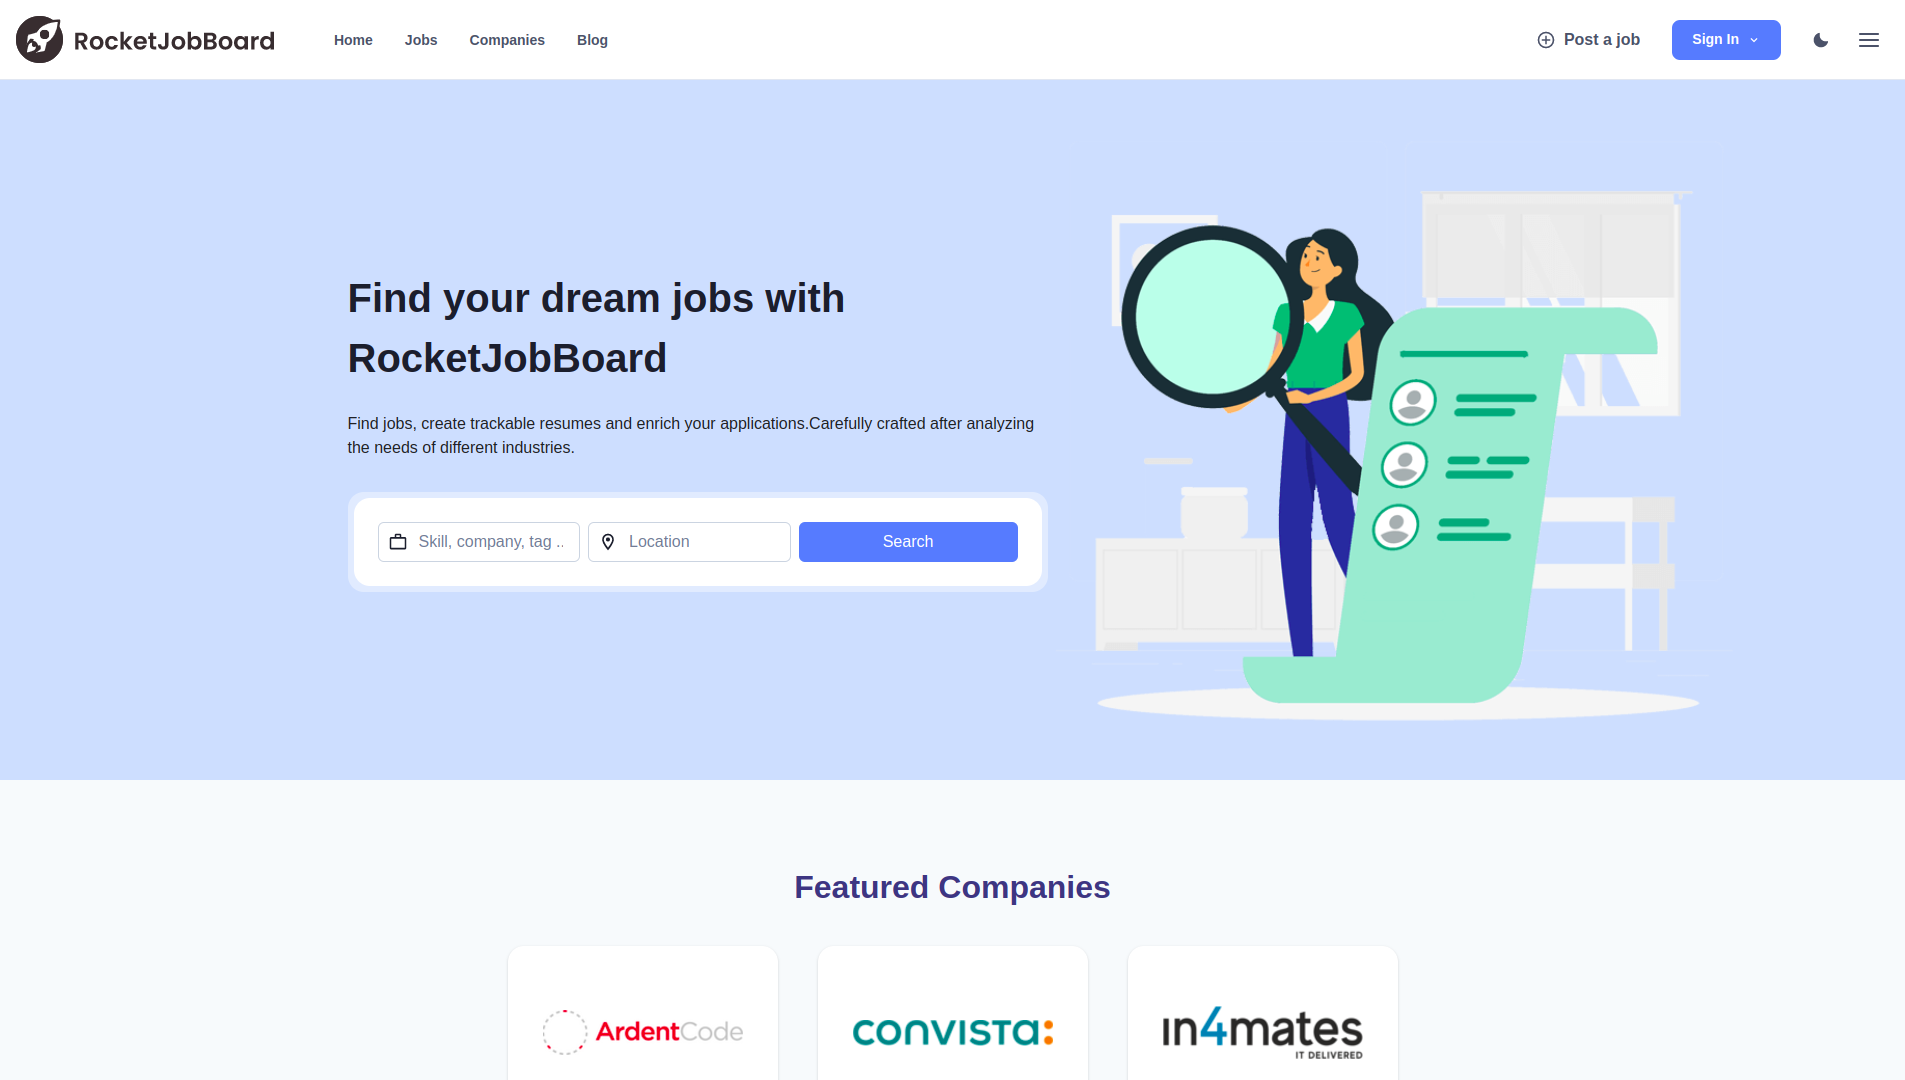 RocketJobBoard
Home
Jobs
Companies
Blog
Post a job
Sign In
Find your dream jobs with
RocketJobBoard
Find jobs, create trackable resumes and enrich your applications.Carefully crafted after analyzing
the needs of different industries.
Skill, company, tag ..
Location
Search
Featured Companies
ArdentCode
convista:
in4mates
IT DELIVERED